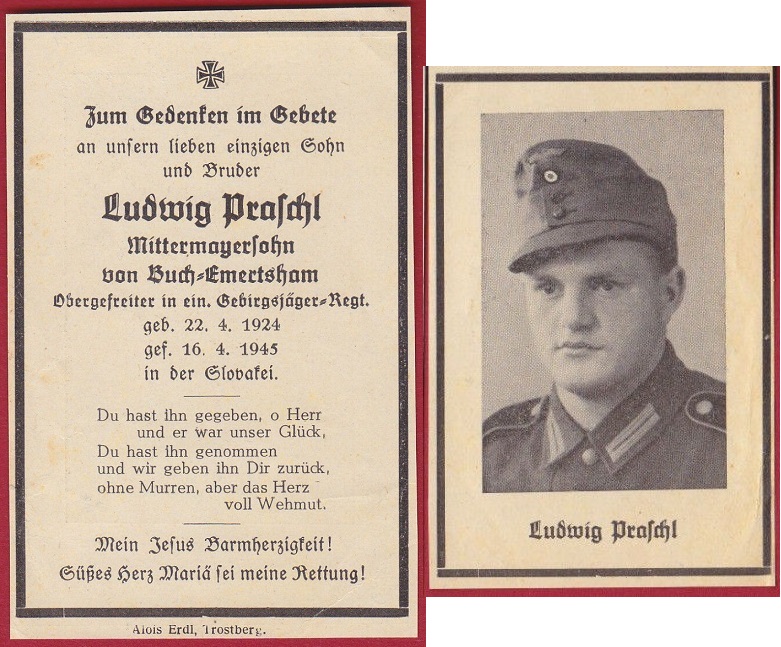 Zum Gedenken im Gebete
an unsern lieben einzigen Sohn
und Bruder
Ludwig Praschl
Mittermayersohn
von Buch-Emertsham
Obergefreiter in ein. Gebirgsjäger-Regt.
geb. 22. 4. 1924
gef. 16. 4. 1945
in der Slovakei.
Du hast ihn gegeben, o Herr
und er war unser Glück,
Du hast ihn genommen
und wir geben ihn Dir zurück,
ohne Murren, aber das Herz
voll Wehmut.
Mein Jesus Barmherzigkeit!
Süßes Herz Mariä sei meine Rettung!
Alois Erdl, Trostberg.
Ludwig Praschl